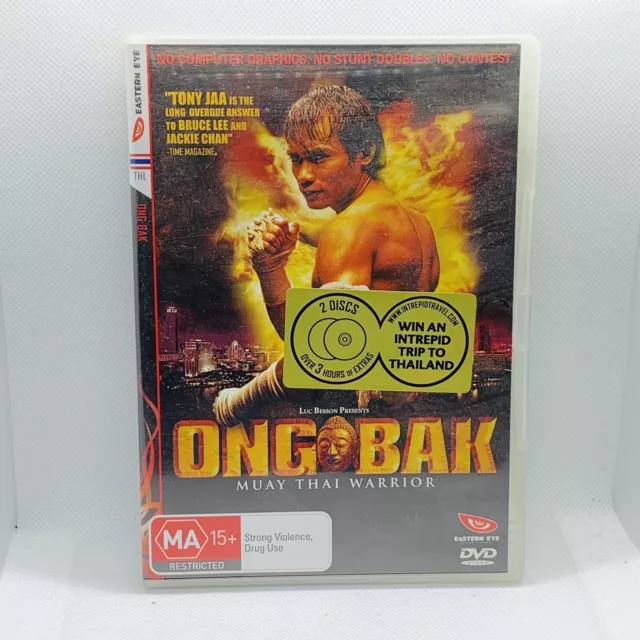 NO COMPUTER GRAPHICS. NO STUNT DOUBLES. NO CONTEST
EASTERN EYE
THI
ONG-BAK
"TONY JAA IS THE
LONG-OVERDUE ANSWER
TO BRUCE LEE AND
JACKIE CHAN"
-TIME MAGAZINE.
2 DISCS
OVER 3 HOURS OF EXTRAS
WWW.INTREPIDTRAVEL.COM
WIN AN
INTREPID
TRIP TO
THAILAND
LUC BESSON PRESENTS
ONG BAK
MUAY THAI WARRIOR
MA 15+
RESTRICTED
Strong Violence,
Drug Use
EASTERN EYE
DVD
VIDEO